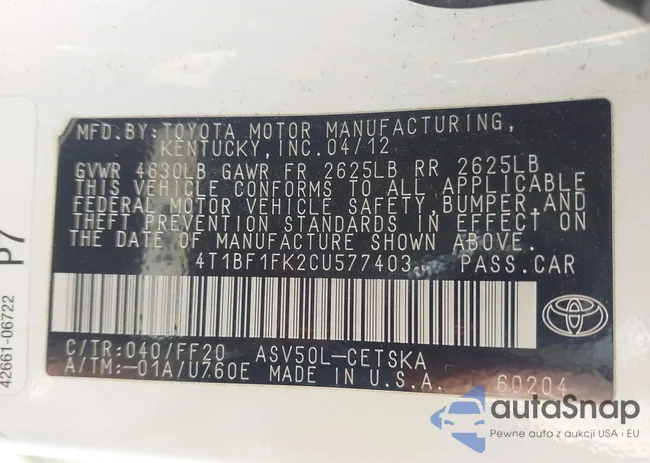 MFD.BY:TOYOTA MOTOR MANUFACTURING,
KENTUCKY, INC. 04/12
GVWR 4630LB GAWR FR 2625LB RR 2625LB
THIS VEHICLE CONFORMS TO ALL APPLICABLE
FEDERAL MOTOR VEHICLE SAFETY, BUMPER, AND
THEFT PREVENTION STANDARDS IN EFFECT ON
THE DATE OF MANUFACTURE SHOWN ABOVE.
4T1BF1FK2CU577403 PASS.CAR
C/TR:040/FF20 ASV50L-CETSKA
A/TM:-01A/U760E MADE IN U.S.A. 60204
P7
42661-06722
autaSnap
Pewne auta z aukcji USA i EU